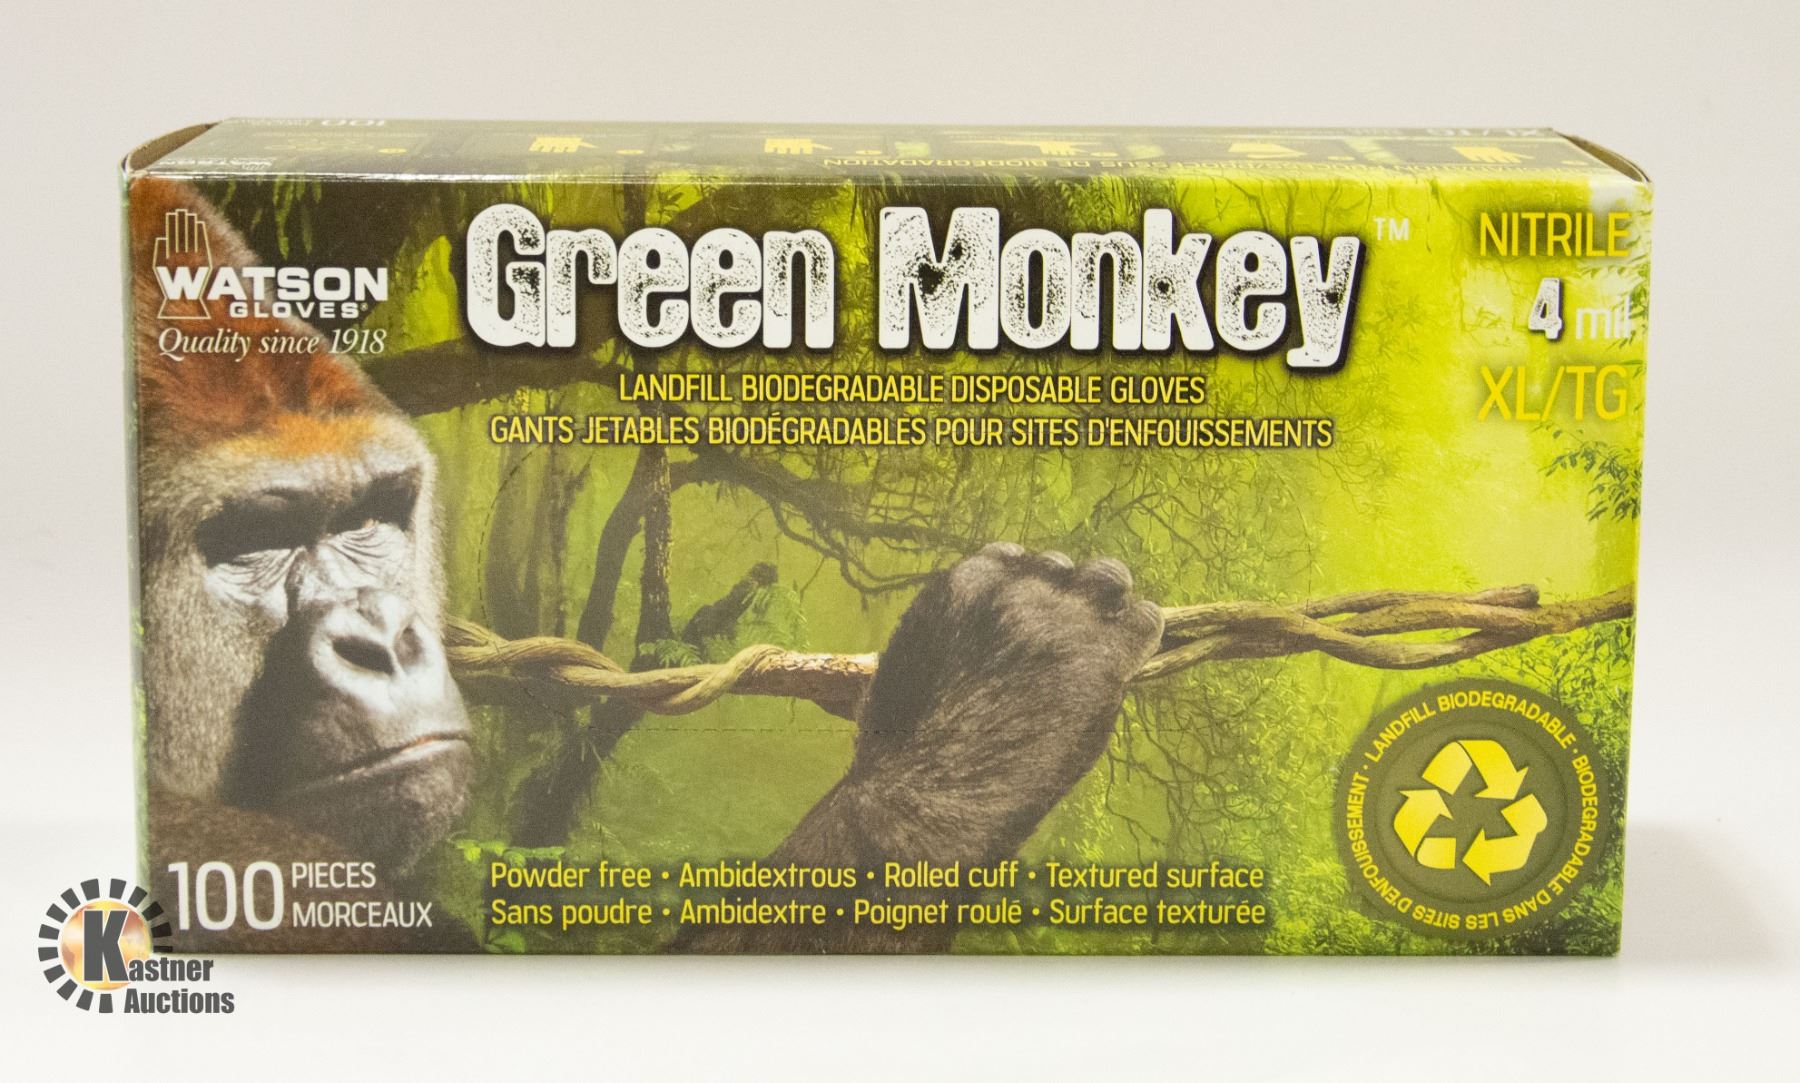 WATSON
GLOVES®
Quality since 1918
Green Monkey™
NITRILE
4 mil
XL/TG
LANDFILL BIODEGRADABLE DISPOSABLE GLOVES
GANTS JETABLES BIODÉGRADABLES POUR SITES D'ENFOUISSEMENTS
LANDFILL BIODEGRADABLE · BIODEGRADABLE DANS LES SITES D'ENFOUISSEMENT ·
100 PIECES
MORCEAUX
Powder free • Ambidextrous • Rolled cuff • Textured surface
Sans poudre • Ambidextre • Poignet roulé • Surface texturée
Kastner
Auctions